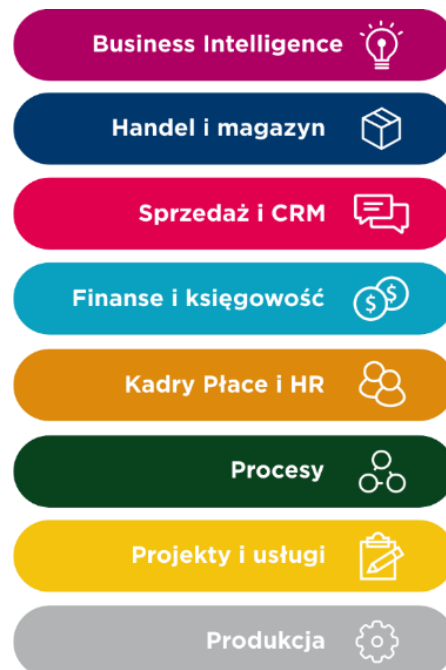 Business Intelligence
Handel i magazyn
Sprzedaż i CRM
Finanse i księgowość
Kadry Płace i HR
Procesy
Projekty i usługi
Produkcja